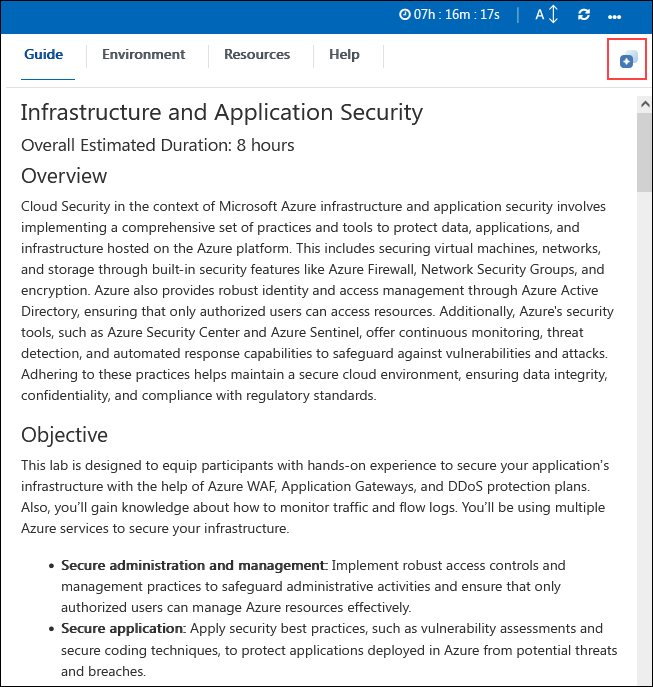 07h : 16m : 17s
A
Guide
Environment
Resources
Help
Infrastructure and Application Security
Overall Estimated Duration: 8 hours
Overview
Cloud Security in the context of Microsoft Azure infrastructure and application security involves
implementing a comprehensive set of practices and tools to protect data, applications, and
infrastructure hosted on the Azure platform. This includes securing virtual machines, networks,
and storage through built-in security features like Azure Firewall, Network Security Groups, and
encryption. Azure also provides robust identity and access management through Azure Active
Directory, ensuring that only authorized users can access resources. Additionally, Azure's security
tools, such as Azure Security Center and Azure Sentinel, offer continuous monitoring, threat
detection, and automated response capabilities to safeguard against vulnerabilities and attacks.
Adhering to these practices helps maintain a secure cloud environment, ensuring data integrity,
confidentiality, and compliance with regulatory standards.
Objective
This lab is designed to equip participants with hands-on experience to secure your application's
infrastructure with the help of Azure WAF, Application Gateways, and DDoS protection plans.
Also, you'll gain knowledge about how to monitor traffic and flow logs. You'll be using multiple
Azure services to secure your infrastructure.
• Secure administration and management: Implement robust access controls and
management practices to safeguard administrative activities and ensure that only
authorized users can manage Azure resources effectively.
• Secure application: Apply security best practices, such as vulnerability assessments and
secure coding techniques, to protect applications deployed in Azure from potential threats
and breaches.